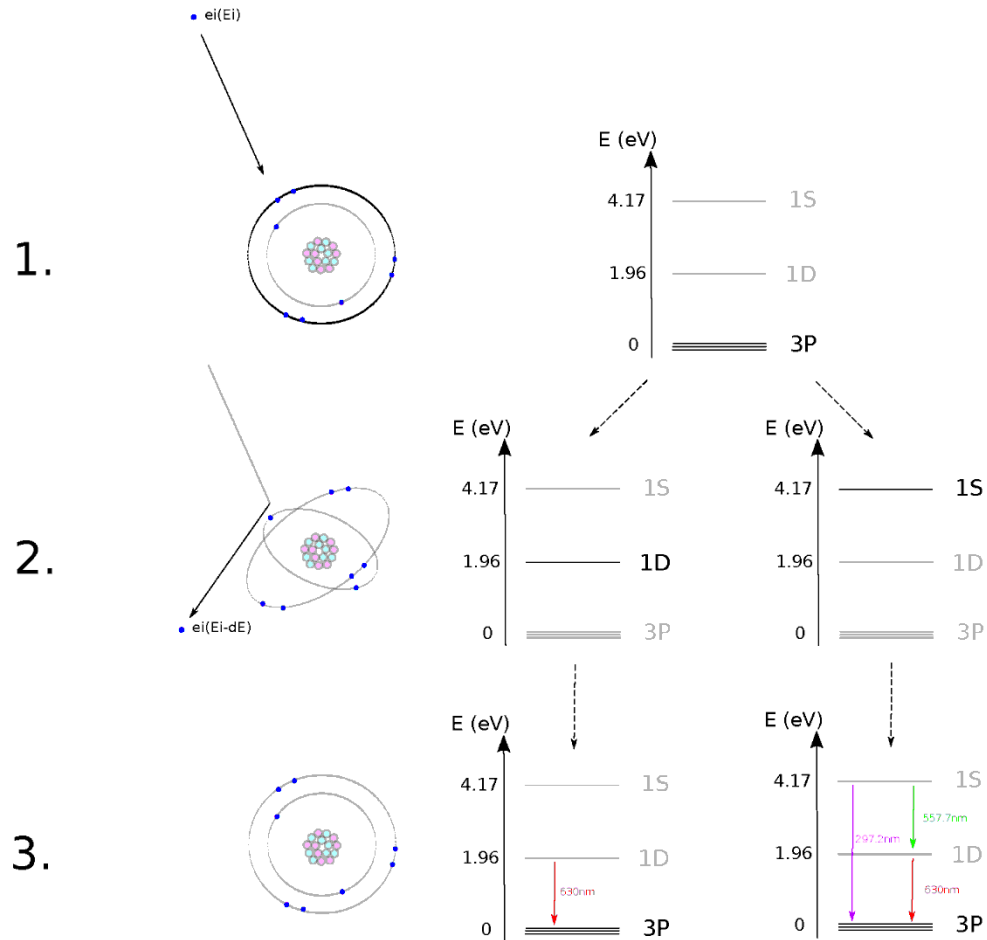 ei(Ei)
1.
E (eV)
4.17 1S
1.96 1D
0 3P
2.
ei(Ei-dE)
E (eV)
4.17 1S
1.96 1D
0 3P
E (eV)
4.17 1S
1.96 1D
0 3P
3.
E (eV)
4.17 1S
1.96 1D
630nm
0 3P
E (eV)
4.17 1S
557.7nm
297.2nm
1.96 1D
630nm
0 3P